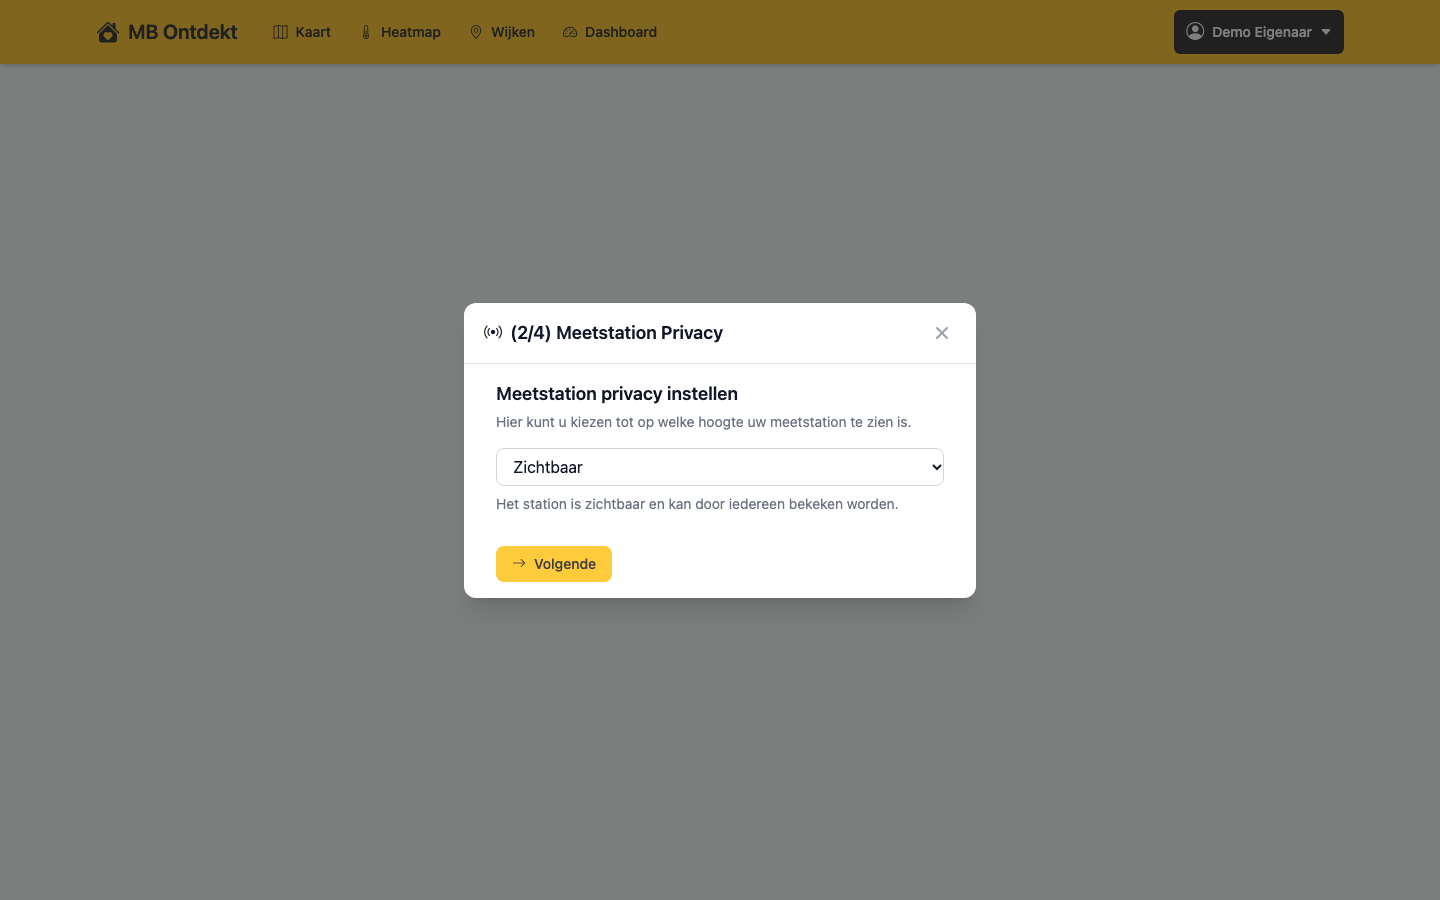 MB Ontdekt
Kaart
Heatmap
Wijken
Dashboard
Demo Eigenaar
(2/4) Meetstation Privacy
Meetstation privacy instellen
Hier kunt u kiezen tot op welke hoogte uw meetstation te zien is.
Zichtbaar
Het station is zichtbaar en kan door iedereen bekeken worden.
Volgende